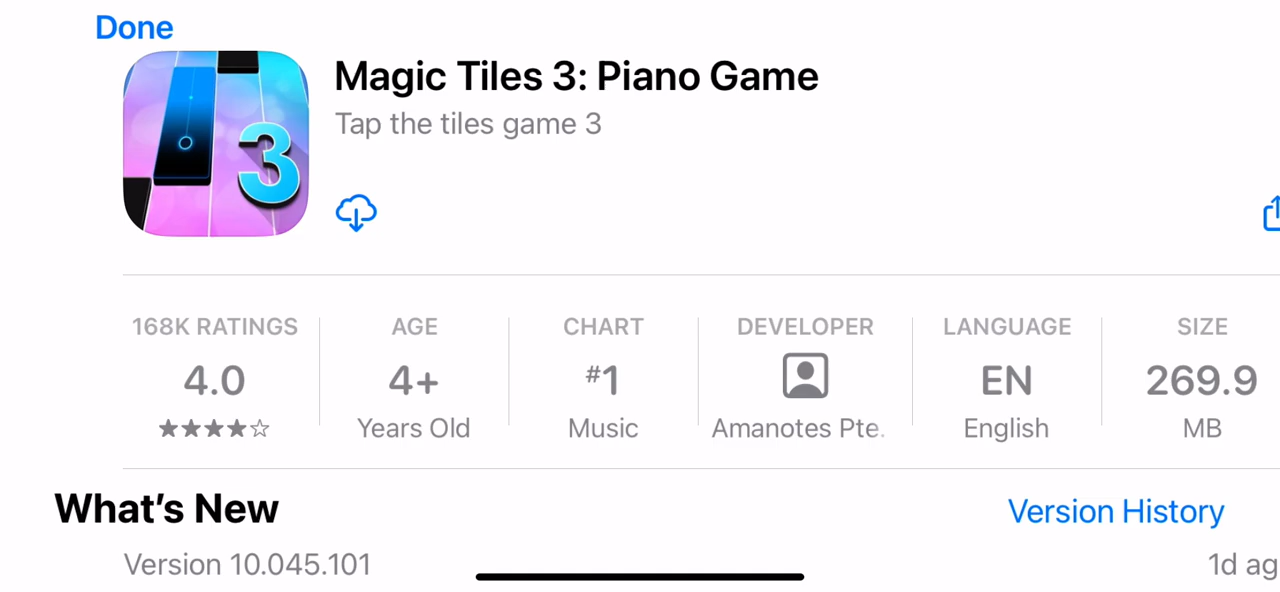 Done
Magic Tiles 3: Piano Game
Tap the tiles game 3
3
168K RATINGS AGE CHART DEVELOPER LANGUAGE SIZE
4.0 4+ #1 EN 269.9
★★★★☆ Years Old Music Amanotes Pte. English MB
What's New Version History
Version 10.045.101 1d ag